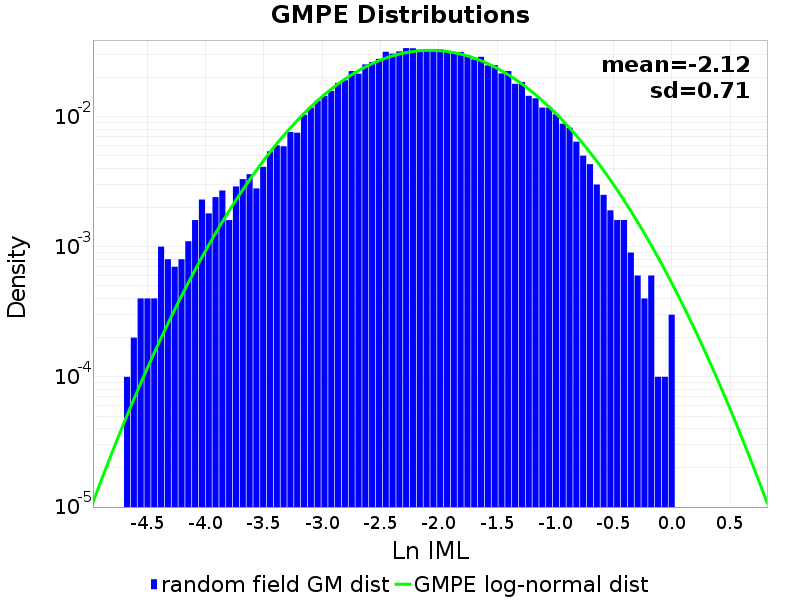 GMPE Distributions
mean=-2.12
sd=0.71
10-2
10-3
10-4
10-5
Density
-4.5 -4.0 -3.5 -3.0 -2.5 -2.0 -1.5 -1.0 -0.5 0.0 0.5
Ln IML
random field GM dist GMPE log-normal dist